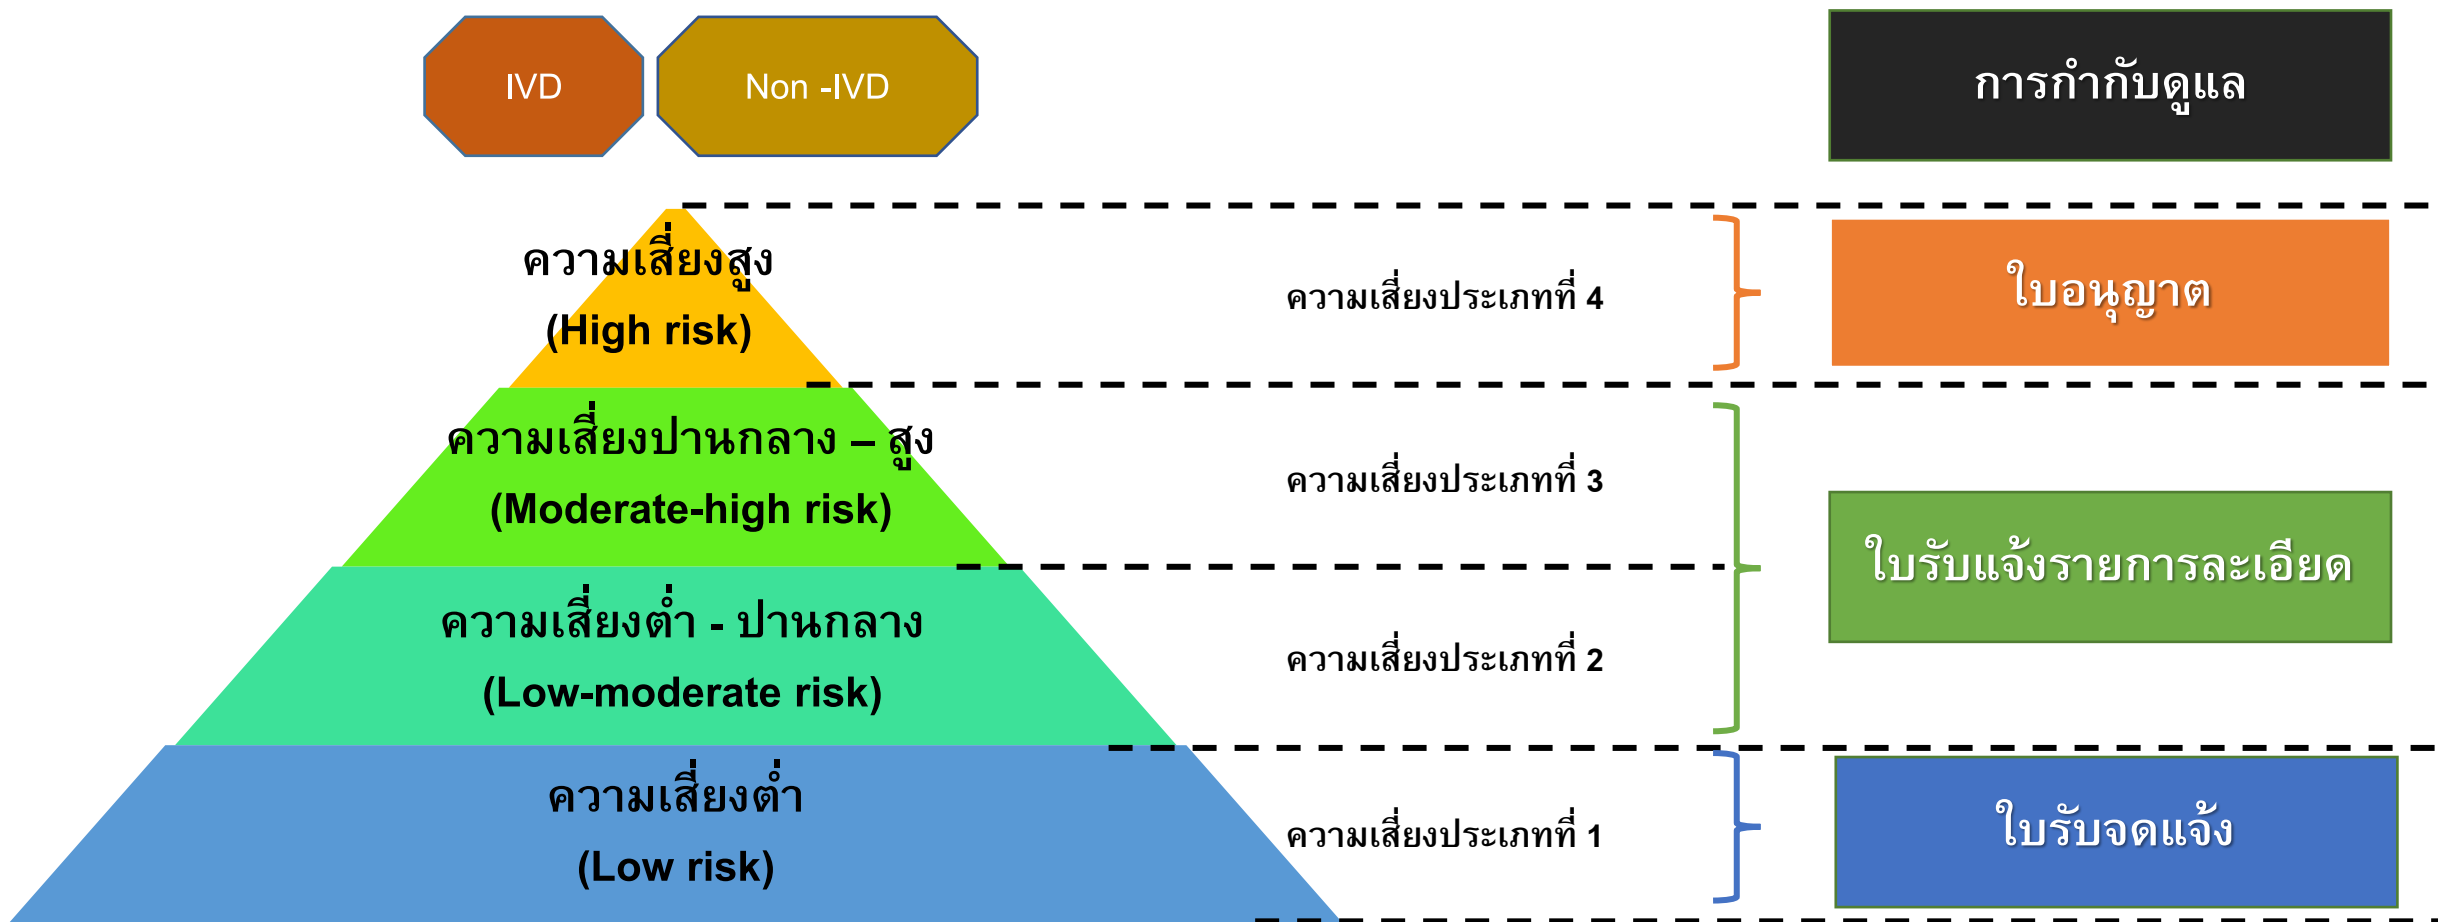 IVD
Non -IVD
การกำกับดูแล
ความเสี่ยงสูง
(High risk)
ความเสี่ยงประเภทที่ 4
ใบอนุญาต
ความเสี่ยงปานกลาง – สูง
(Moderate-high risk)
ความเสี่ยงประเภทที่ 3
ใบรับแจ้งรายการละเอียด
ความเสี่ยงต่ำ - ปานกลาง
(Low-moderate risk)
ความเสี่ยงประเภทที่ 2
ความเสี่ยงต่ำ
(Low risk)
ความเสี่ยงประเภทที่ 1
ใบรับจดแจ้ง